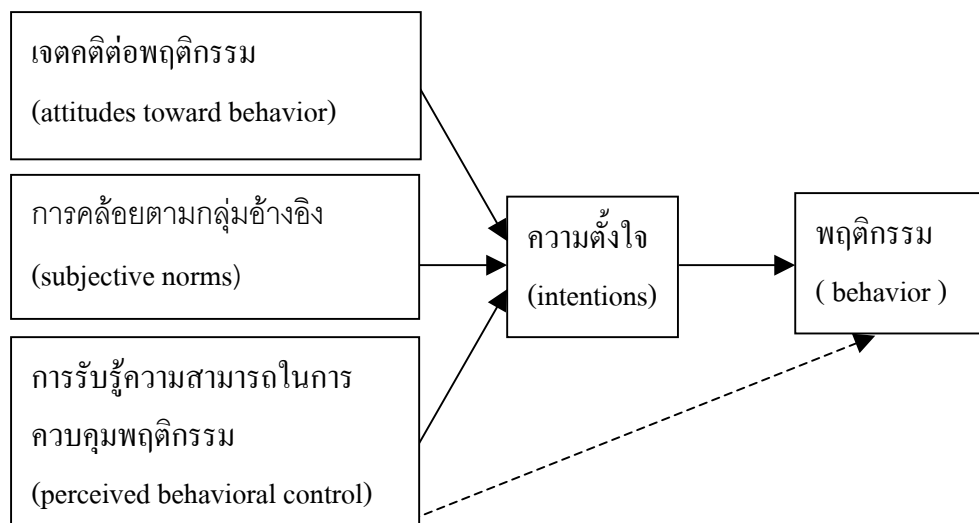 เจตคติต่อพฤติกรรม
(attitudes toward behavior)
การคล้อยตามกลุ่มอ้างอิง
(subjective norms)
การรับรู้ความสามารถในการ
ควบคุมพฤติกรรม
(perceived behavioral control)
ความตั้งใจ
(intentions)
พฤติกรรม
( behavior )